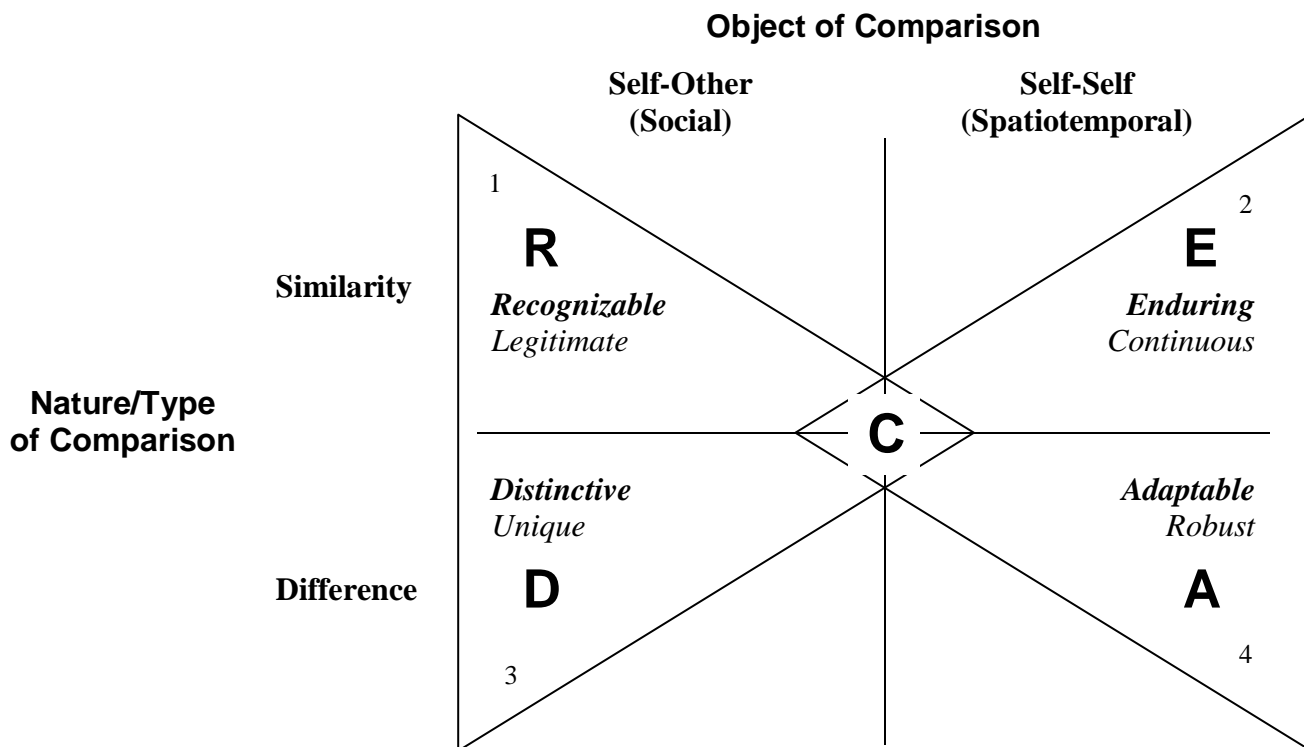 Object of Comparison
Self-Other
(Social)
Self-Self
(Spatiotemporal)
1
2
R
E
Similarity
Recognizable
Legitimate
Enduring
Continuous
Nature/Type
of Comparison
C
Distinctive
Unique
Adaptable
Robust
Difference
D
A
3
4